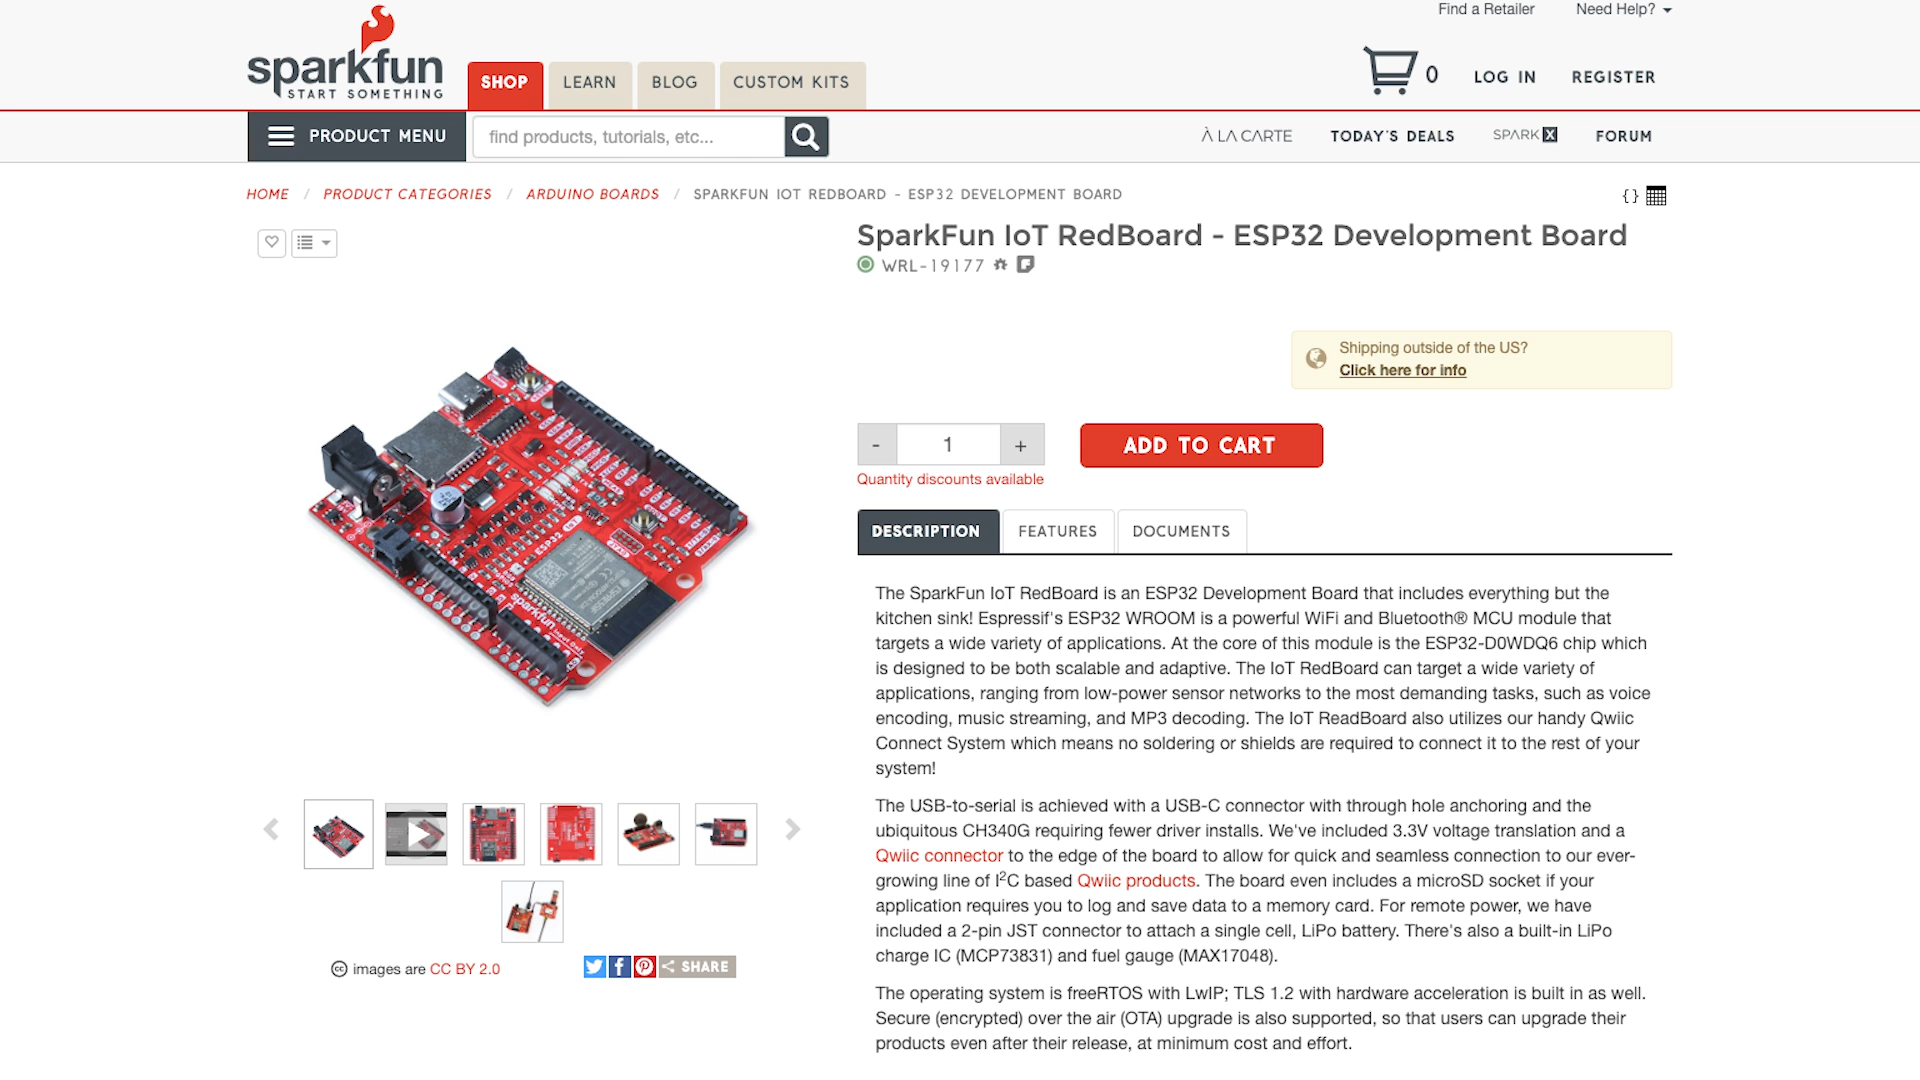 Find a Retailer
Need Help?
sparkfun
START SOMETHING
SHOP
LEARN
BLOG
CUSTOM KITS
0
LOG IN
REGISTER
PRODUCT MENU
find products, tutorials, etc...
À LA CARTE
TODAY'S DEALS
SPARK X
FORUM
HOME / PRODUCT CATEGORIES / ARDUINO BOARDS / SPARKFUN IOT REDBOARD - ESP32 DEVELOPMENT BOARD
{}
SparkFun IoT RedBoard - ESP32 Development Board
WRL-19177
Shipping outside of the US?
Click here for info
- 1 +
ADD TO CART
Quantity discounts available
DESCRIPTION
FEATURES
DOCUMENTS
ESP32
sparkfun
The SparkFun IoT RedBoard is an ESP32 Development Board that includes everything but the
kitchen sink! Espressif's ESP32 WROOM is a powerful WiFi and Bluetooth® MCU module that
targets a wide variety of applications. At the core of this module is the ESP32-D0WDQ6 chip which
is designed to be both scalable and adaptive. The IoT RedBoard can target a wide variety of
applications, ranging from low-power sensor networks to the most demanding tasks, such as voice
encoding, music streaming, and MP3 decoding. The IoT ReadBoard also utilizes our handy Qwiic
Connect System which means no soldering or shields are required to connect it to the rest of your
system!
The USB-to-serial is achieved with a USB-C connector with through hole anchoring and the
ubiquitous CH340G requiring fewer driver installs. We've included 3.3V voltage translation and a
Qwiic connector to the edge of the board to allow for quick and seamless connection to our ever-
growing line of I²C based Qwiic products. The board even includes a microSD socket if your
application requires you to log and save data to a memory card. For remote power, we have
included a 2-pin JST connector to attach a single cell, LiPo battery. There's also a built-in LiPo
charge IC (MCP73831) and fuel gauge (MAX17048).
The operating system is freeRTOS with LwIP; TLS 1.2 with hardware acceleration is built in as well.
Secure (encrypted) over the air (OTA) upgrade is also supported, so that users can upgrade their
products even after their release, at minimum cost and effort.
cc images are CC BY 2.0
SHARE